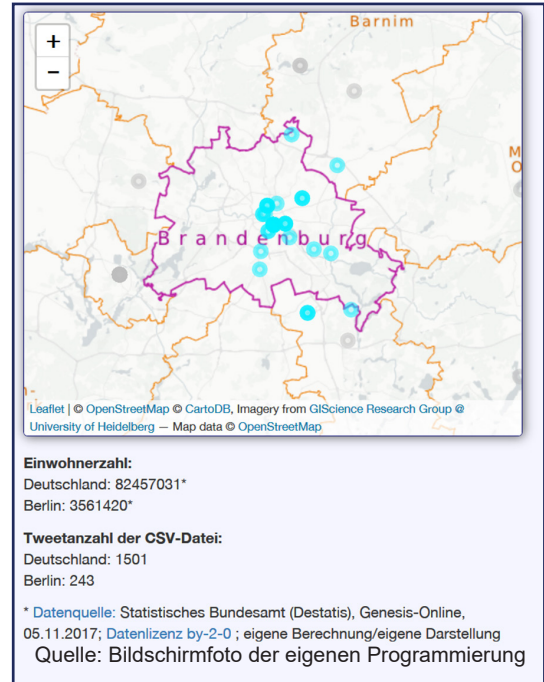 Barnim
+
−
M
O
Brandenburg
Leaflet | © OpenStreetMap © CartoDB, Imagery from GIScience Research Group @
University of Heidelberg — Map data © OpenStreetMap
Einwohnerzahl:
Deutschland: 82457031*
Berlin: 3561420*
Tweetanzahl der CSV-Datei:
Deutschland: 1501
Berlin: 243
* Datenquelle: Statistisches Bundesamt (Destatis), Genesis-Online,
05.11.2017; Datenlizenz by-2-0 ; eigene Berechnung/eigene Darstellung
Quelle: Bildschirmfoto der eigenen Programmierung